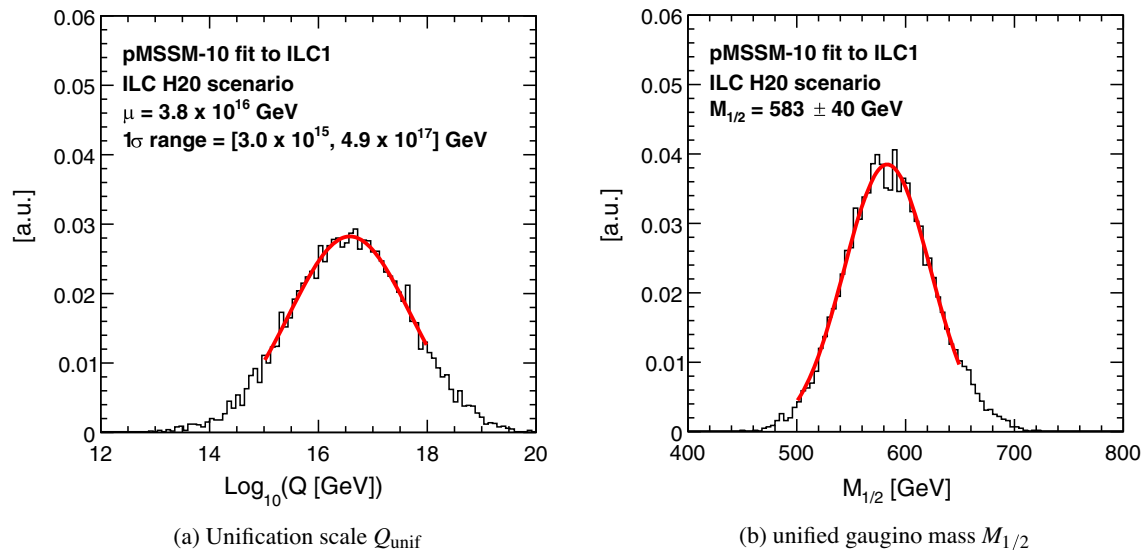 0.06
0.05
0.04
0.03
0.02
0.01
0
[a.u.]
pMSSM-10 fit to ILC1
ILC H20 scenario
μ = 3.8 x 10^16 GeV
1σ range = [3.0 x 10^15, 4.9 x 10^17] GeV
12 14 16 18 20
Log_10(Q [GeV])
(a) Unification scale Q_unif
0.06
0.05
0.04
0.03
0.02
0.01
0
[a.u.]
pMSSM-10 fit to ILC1
ILC H20 scenario
M_1/2 = 583 ± 40 GeV
400 500 600 700 800
M_1/2 [GeV]
(b) unified gaugino mass M_1/2